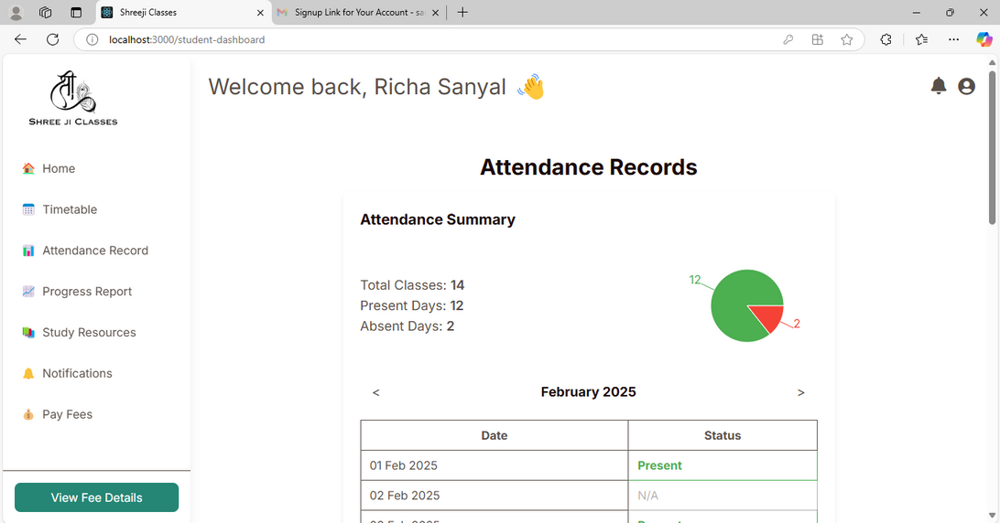 Shreeji Classes
Signup Link for Your Account - sa
localhost:3000/student-dashboard
श्री
SHREE JI CLASSES
Welcome back, Richa Sanyal 👋
Home
Timetable
Attendance Record
Progress Report
Study Resources
Notifications
Pay Fees
View Fee Details
Attendance Records
Attendance Summary
Total Classes: 14
Present Days: 12
Absent Days: 2
12
2
< February 2025 >
Date Status
01 Feb 2025 Present
02 Feb 2025 N/A